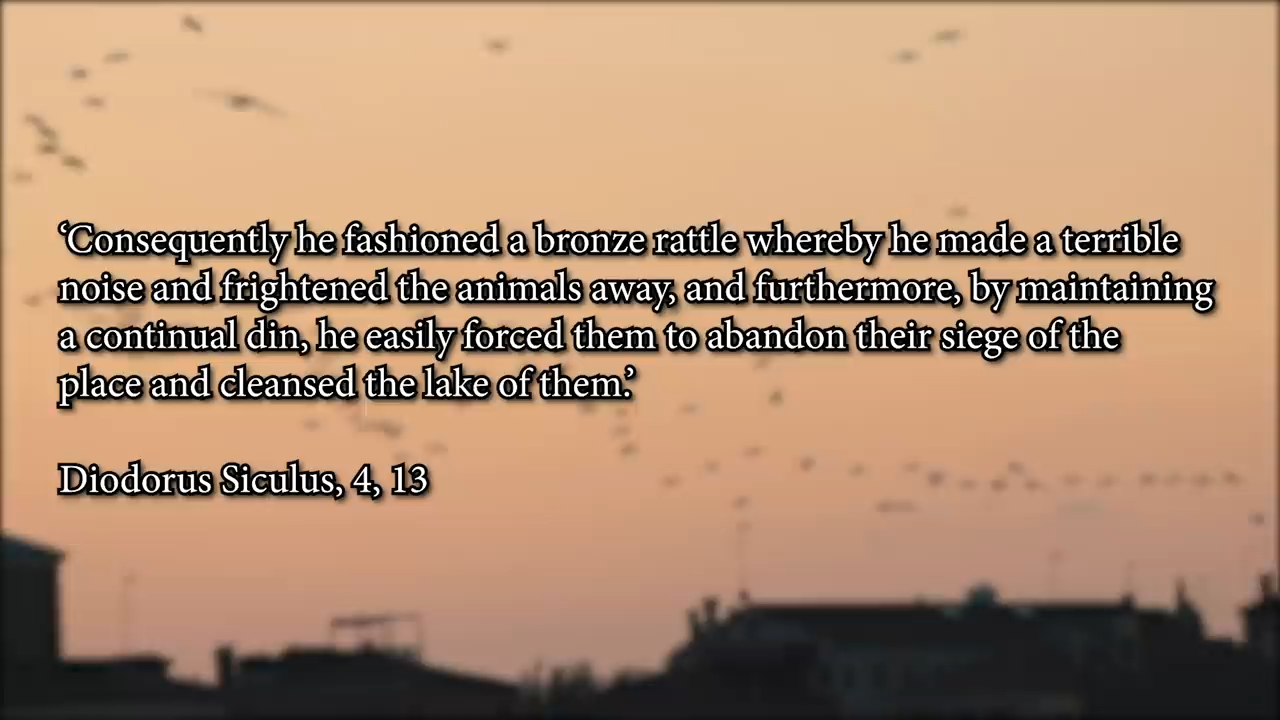 ‘Consequently he fashioned a bronze rattle whereby he made a terrible
noise and frightened the animals away, and furthermore, by maintaining
a continual din, he easily forced them to abandon their siege of the
place and cleansed the lake of them.’
Diodorus Siculus, 4, 13